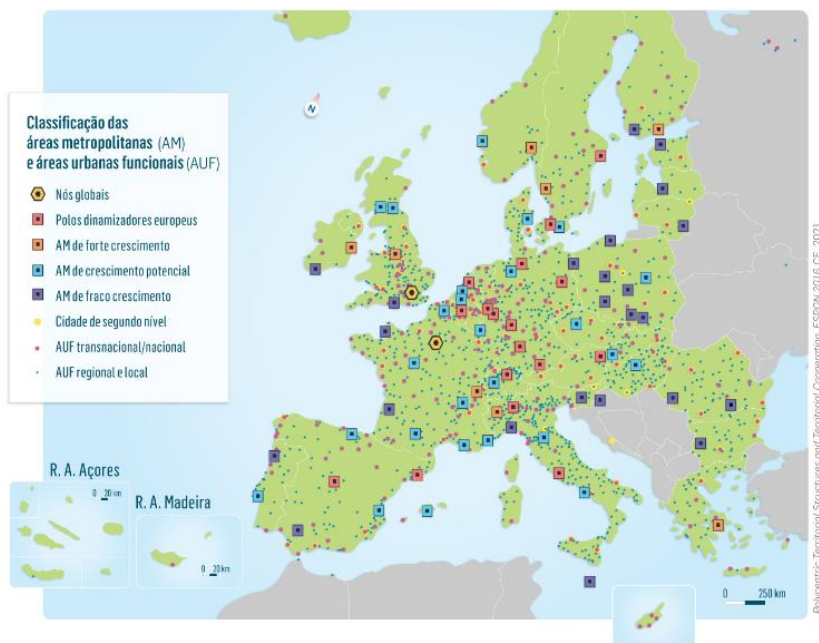 Classificação das
áreas metropolitanas (AM)
e áreas urbanas funcionais (AUF)
Nós globais
Polos dinamizadores europeus
AM de forte crescimento
AM de crescimento potencial
AM de fraco crescimento
Cidade de segundo nível
AUF transnacional/nacional
AUF regional e local
N
R. A. Açores
0 20 km
R. A. Madeira
0 20 km
0 250 km
Polycentric Territorial Structures and Territorial Cooperation, ESPON 2016 CE, 2021